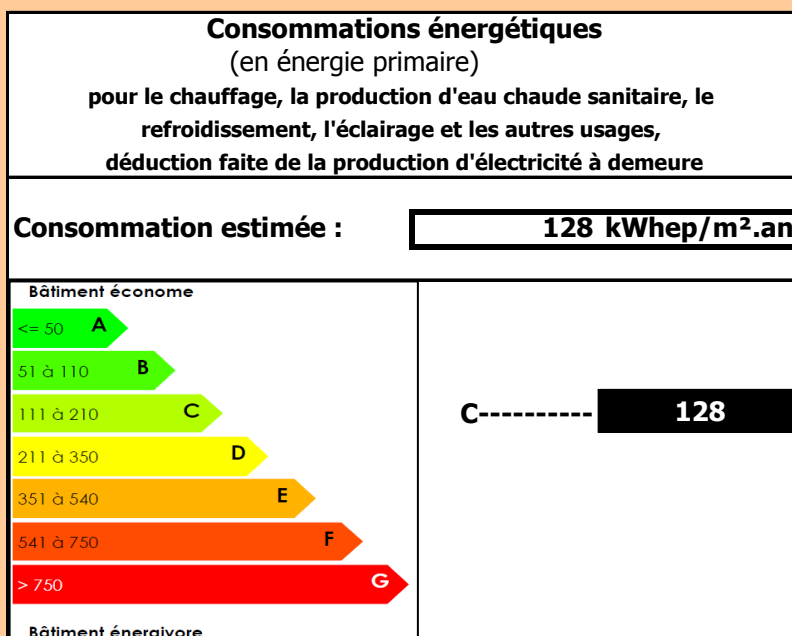 Consommations énergétiques
(en énergie primaire)
pour le chauffage, la production d'eau chaude sanitaire, le
refroidissement, l'éclairage et les autres usages,
déduction faite de la production d'électricité à demeure
Consommation estimée : 128 kWhep/m².an
Bâtiment économe
<= 50 A
51 à 110 B
111 à 210 C
C---------- 128
211 à 350 D
351 à 540 E
541 à 750 F
> 750 G
Bâtiment énergivore